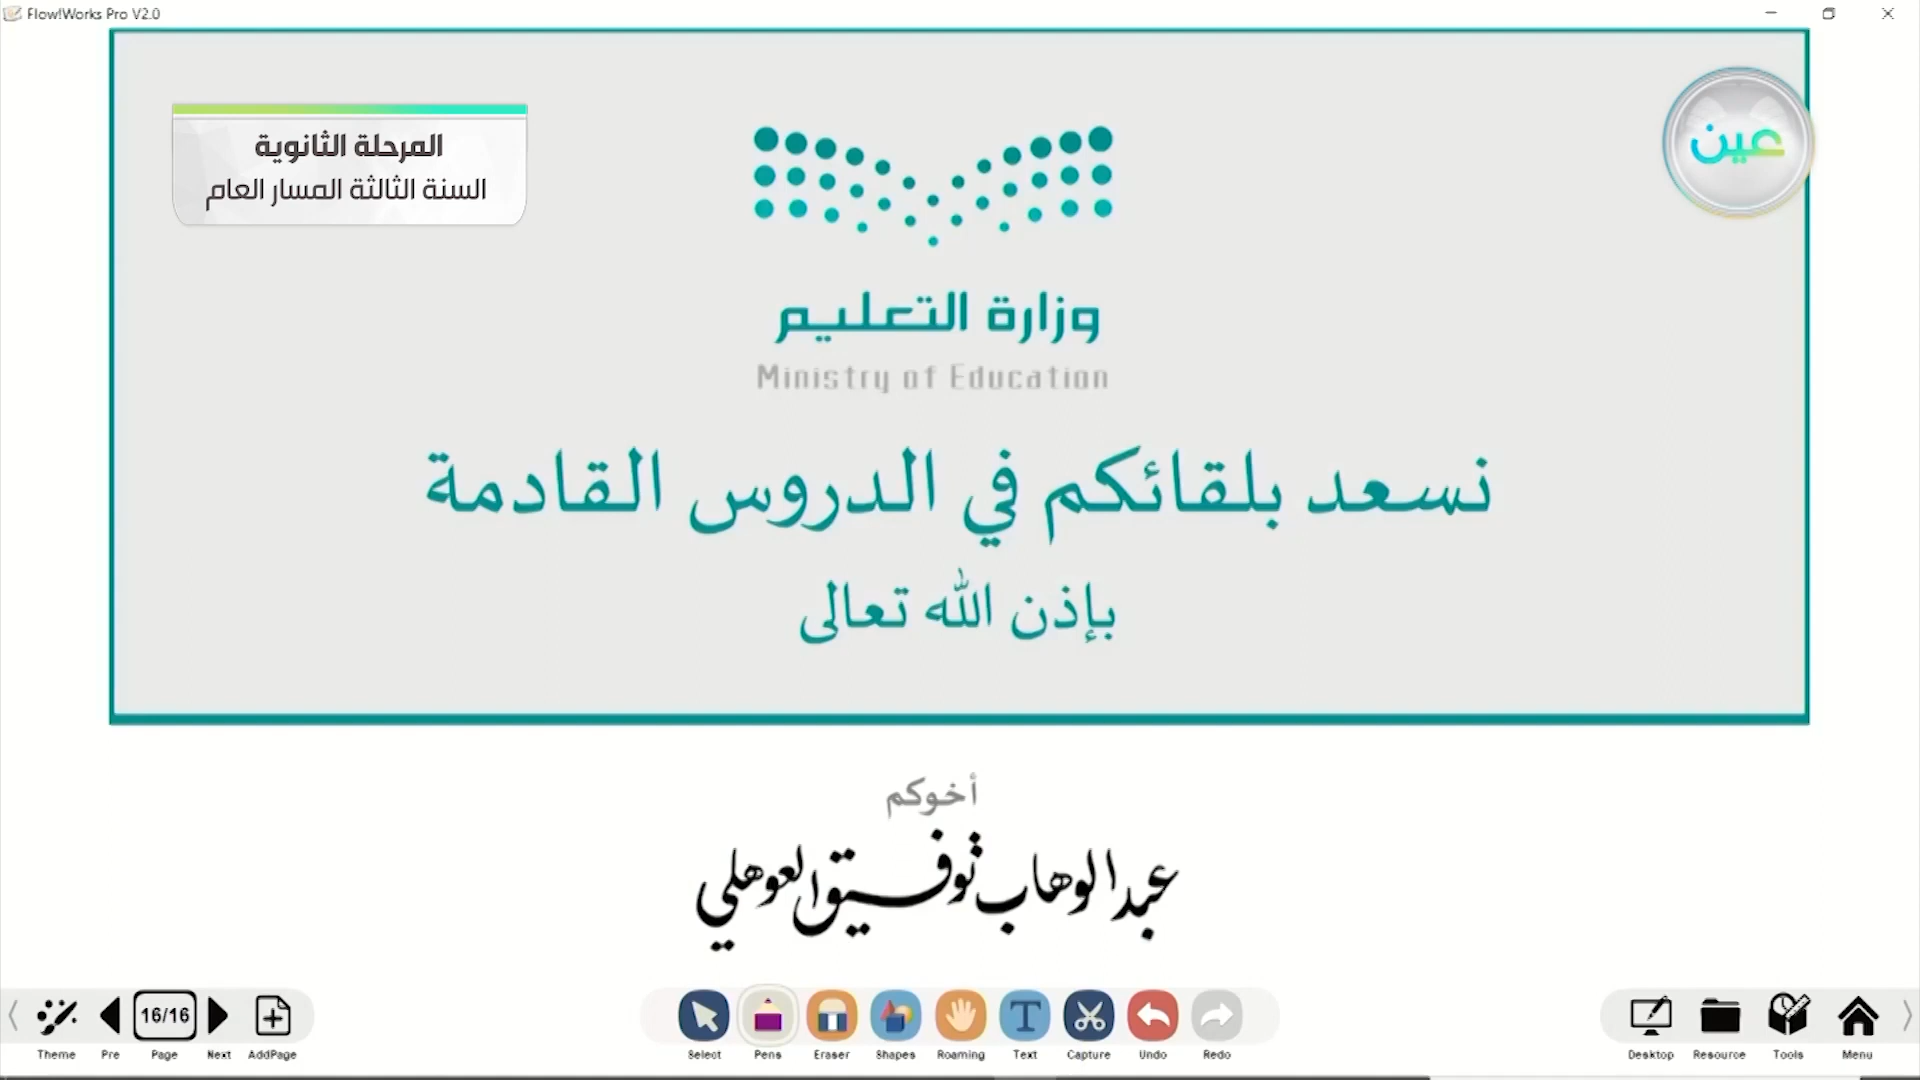 Flow!Works Pro V2.0
المرحلة الثانوية
السنة الثالثة المسار العام
عين
وزارة التعليم
Ministry of Education
نسعد بلقائكم في الدروس القادمة
بإذن الله تعالى
أخوكم
عبدالوهاب توفيق العوهلي
16/16
Theme Pre Page Next AddPage
Select Pens Eraser Shapes Roaming Text Capture Undo Redo
Desktop Resource Tools Menu